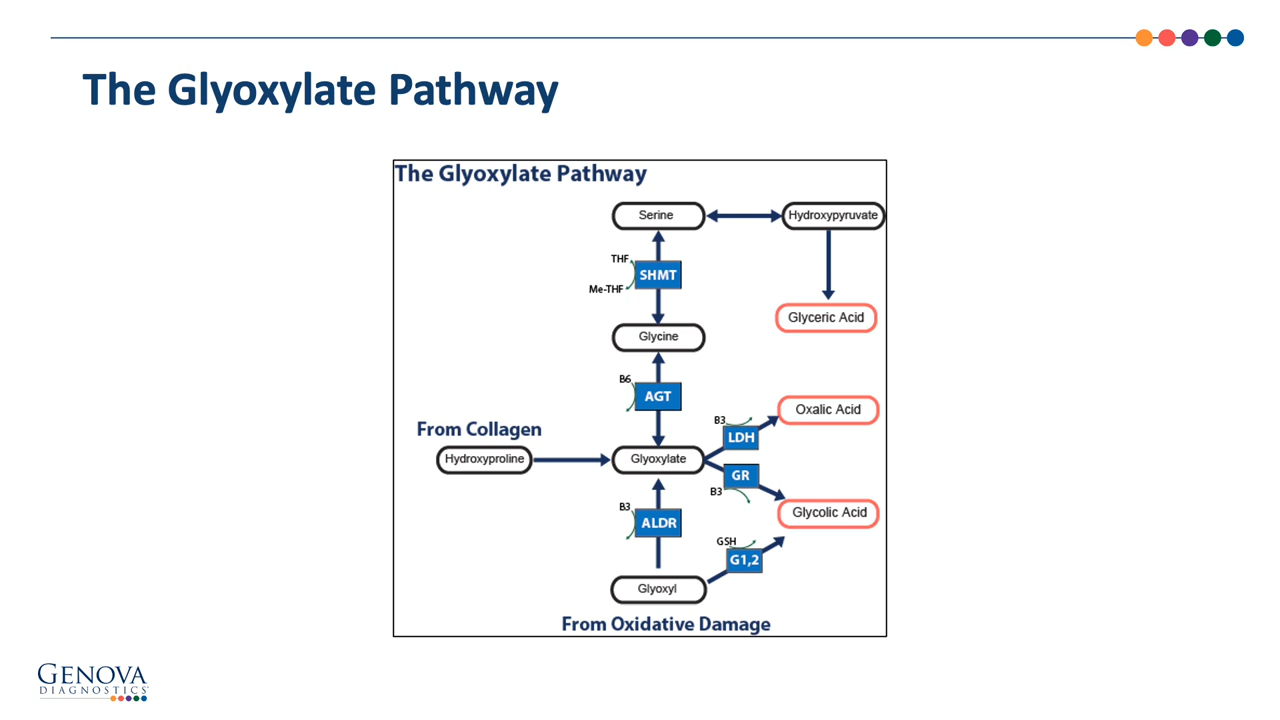 The Glyoxylate Pathway
The Glyoxylate Pathway
Serine
Hydroxypyruvate
THF
SHMT
Me-THF
Glyceric Acid
Glycine
B6
AGT
Oxalic Acid
B3
LDH
From Collagen
Hydroxyproline
Glyoxylate
GR
B3
Glycolic Acid
B3
ALDR
GSH
G1,2
Glyoxyl
From Oxidative Damage
GENOVA
DIAGNOSTICS